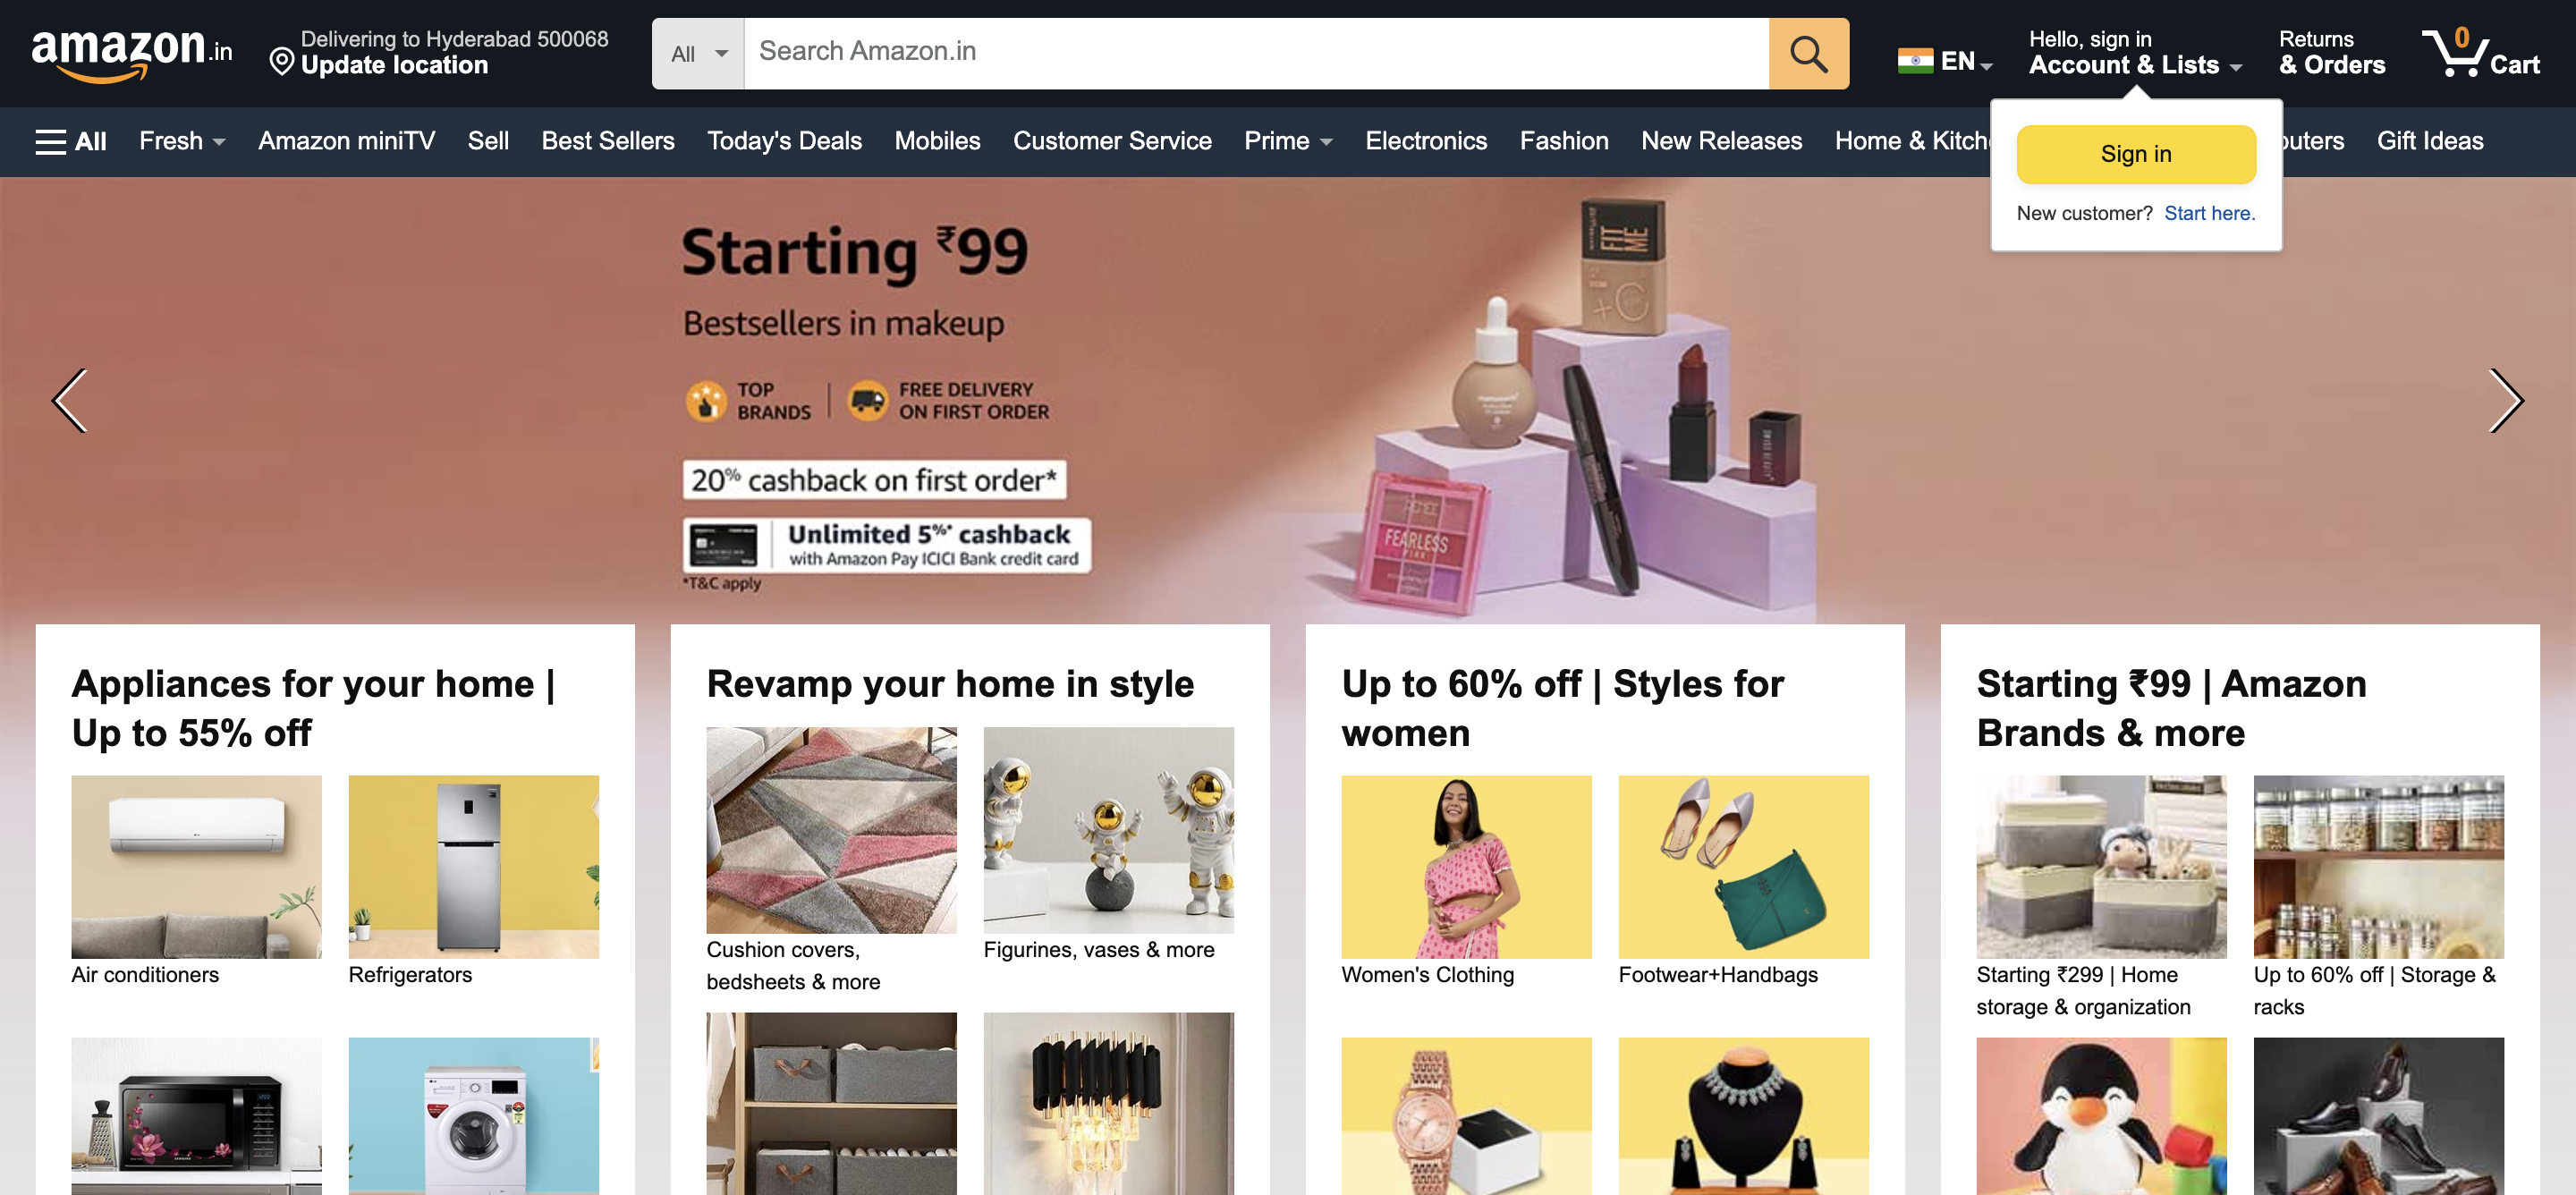 amazon.in
Delivering to Hyderabad 500068
Update location
All
Search Amazon.in
EN
Hello, sign in
Account & Lists
Returns
& Orders
0
Cart
All
Fresh
Amazon miniTV
Sell
Best Sellers
Today's Deals
Mobiles
Customer Service
Prime
Electronics
Fashion
New Releases
Home & Kitch
puters
Gift Ideas
Sign in
New customer? Start here.
Starting ₹99
Bestsellers in makeup
TOP
BRANDS
FREE DELIVERY
ON FIRST ORDER
20% cashback on first order*
Unlimited 5%* cashback
with Amazon Pay ICICI Bank credit card
*T&C apply
MAYBELLINE
FIT
ME
+C
FEARLESS
PINK
Appliances for your home |
Up to 55% off
Air conditioners
Refrigerators
Revamp your home in style
Cushion covers,
bedsheets & more
Figurines, vases & more
Up to 60% off | Styles for
women
Women's Clothing
Footwear+Handbags
Starting ₹99 | Amazon
Brands & more
Starting ₹299 | Home
storage & organization
Up to 60% off | Storage &
racks